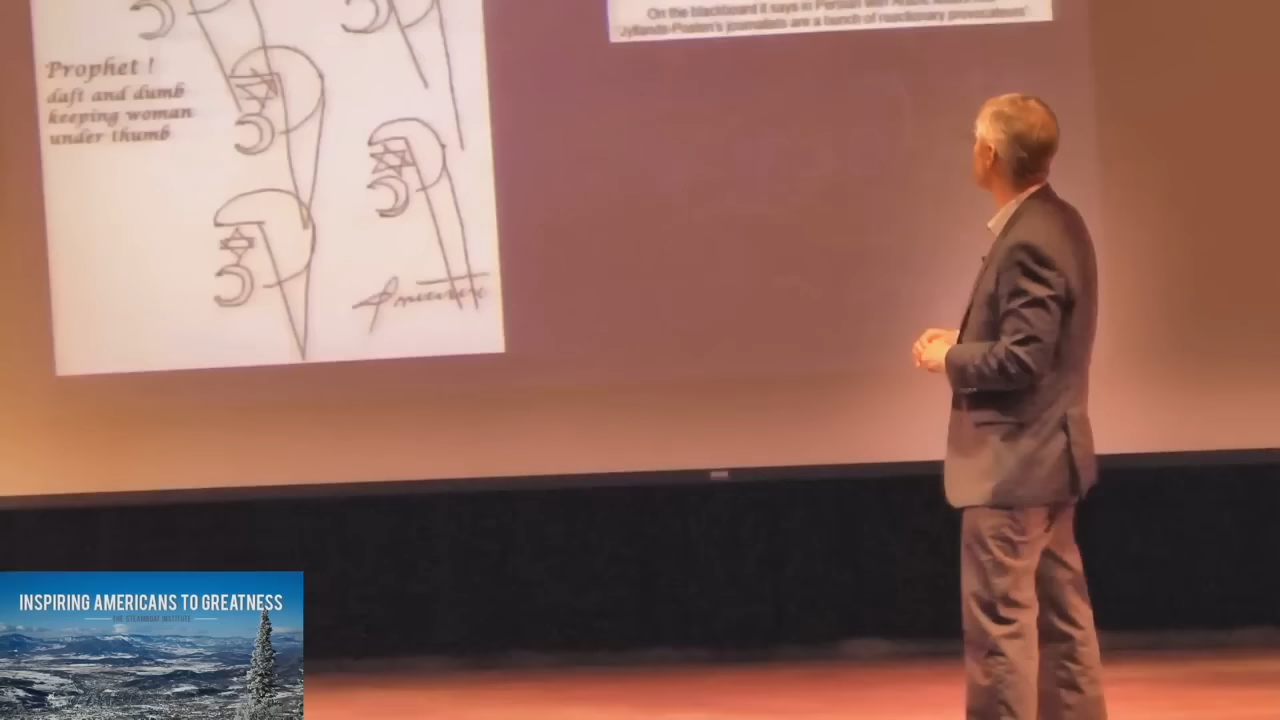 Prophet !
daft and dumb
keeping woman
under thumb
On the blackboard it says in Persian with Arabic
Jyllands-Posten's journalists are a bunch of reactionary provocateurs'
INSPIRING AMERICANS TO GREATNESS
THE STEAMBOAT INSTITUTE